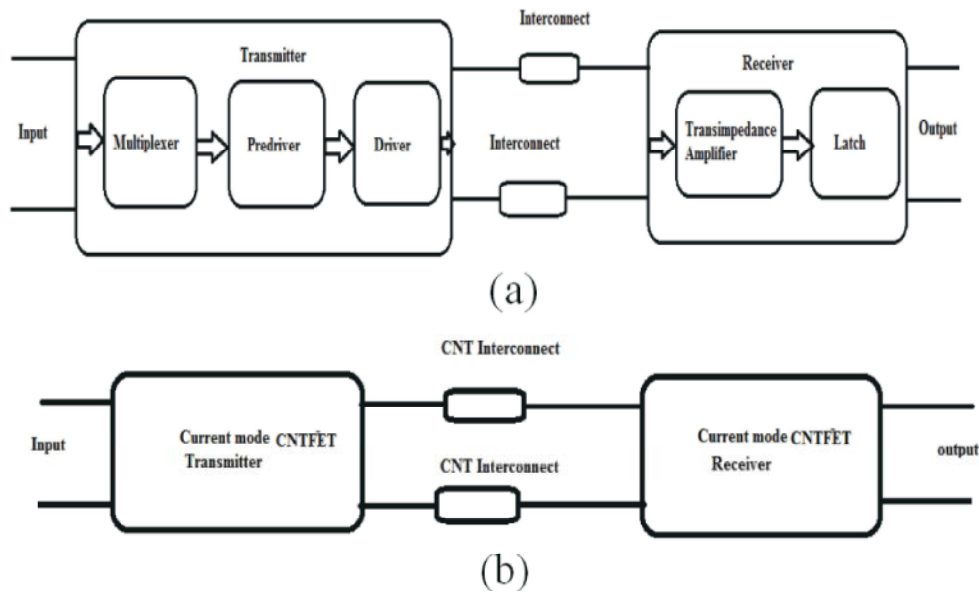 Interconnect
Transmitter
Receiver
Input
Multiplexer
Predriver
Driver
Interconnect
Transimpedance
Amplifier
Latch
Output
(a)
CNT Interconnect
Input
Current mode CNTFET
Transmitter
CNT Interconnect
Current mode CNTFET
Receiver
output
(b)